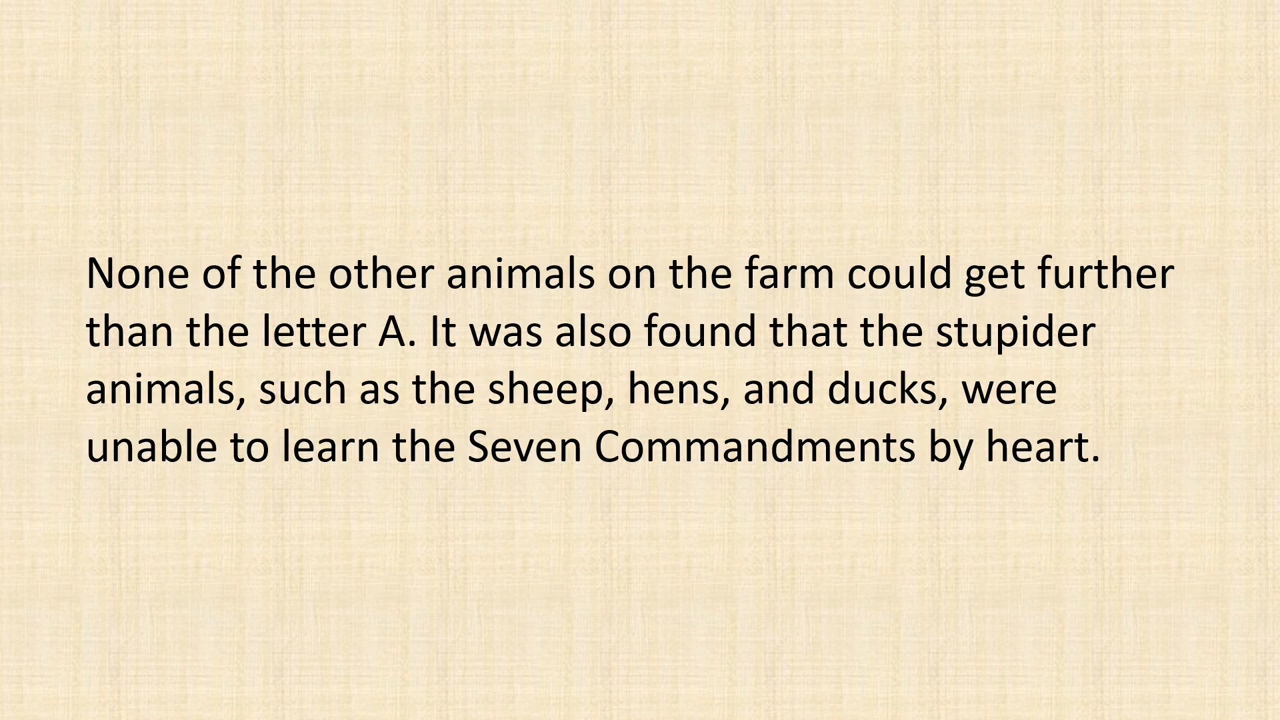 None of the other animals on the farm could get further
than the letter A. It was also found that the stupider
animals, such as the sheep, hens, and ducks, were
unable to learn the Seven Commandments by heart.